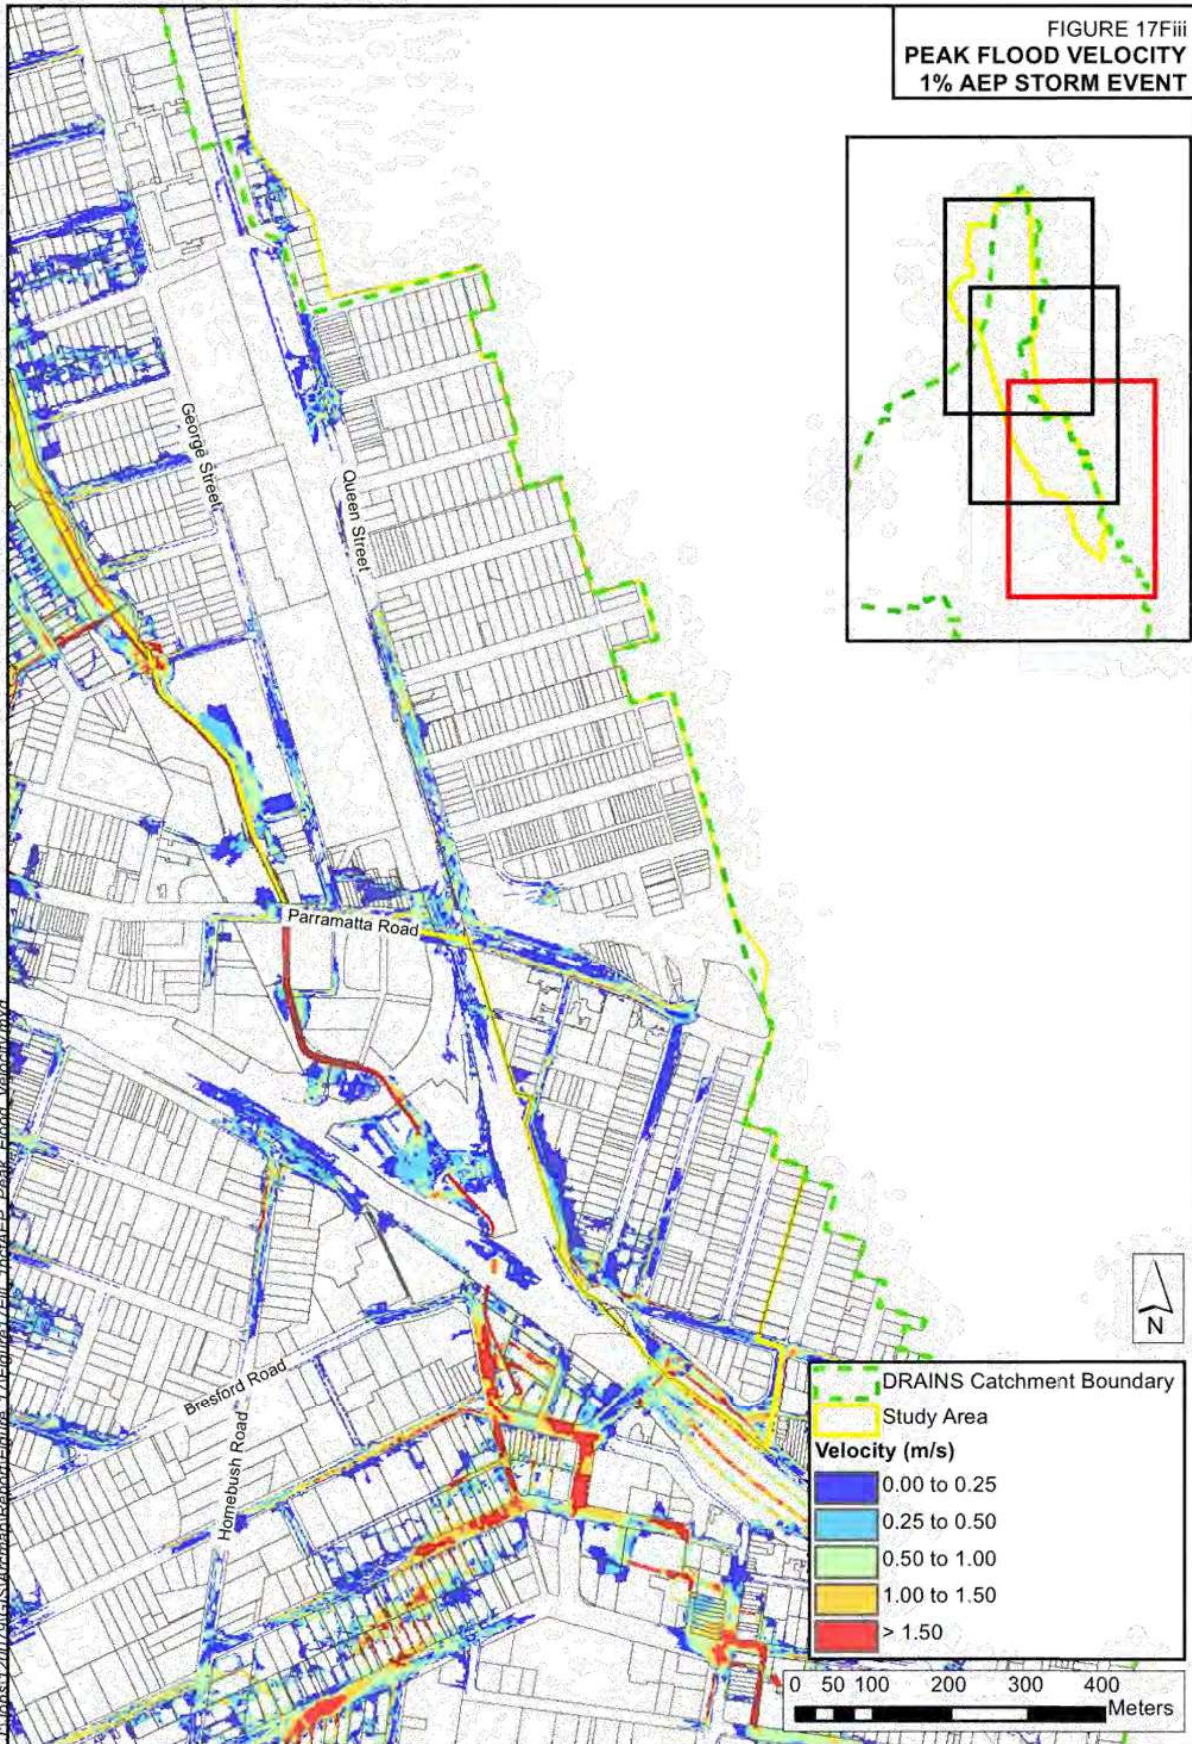 FIGURE 17Fiii
PEAK FLOOD VELOCITY
1% AEP STORM EVENT
George Street
Queen Street
Parramatta Road
Bresford Road
Homebush Road
N
DRAINS Catchment Boundary
Study Area
Velocity (m/s)
0.00 to 0.25
0.25 to 0.50
0.50 to 1.00
1.00 to 1.50
> 1.50
0 50 100 200 300 400
Meters